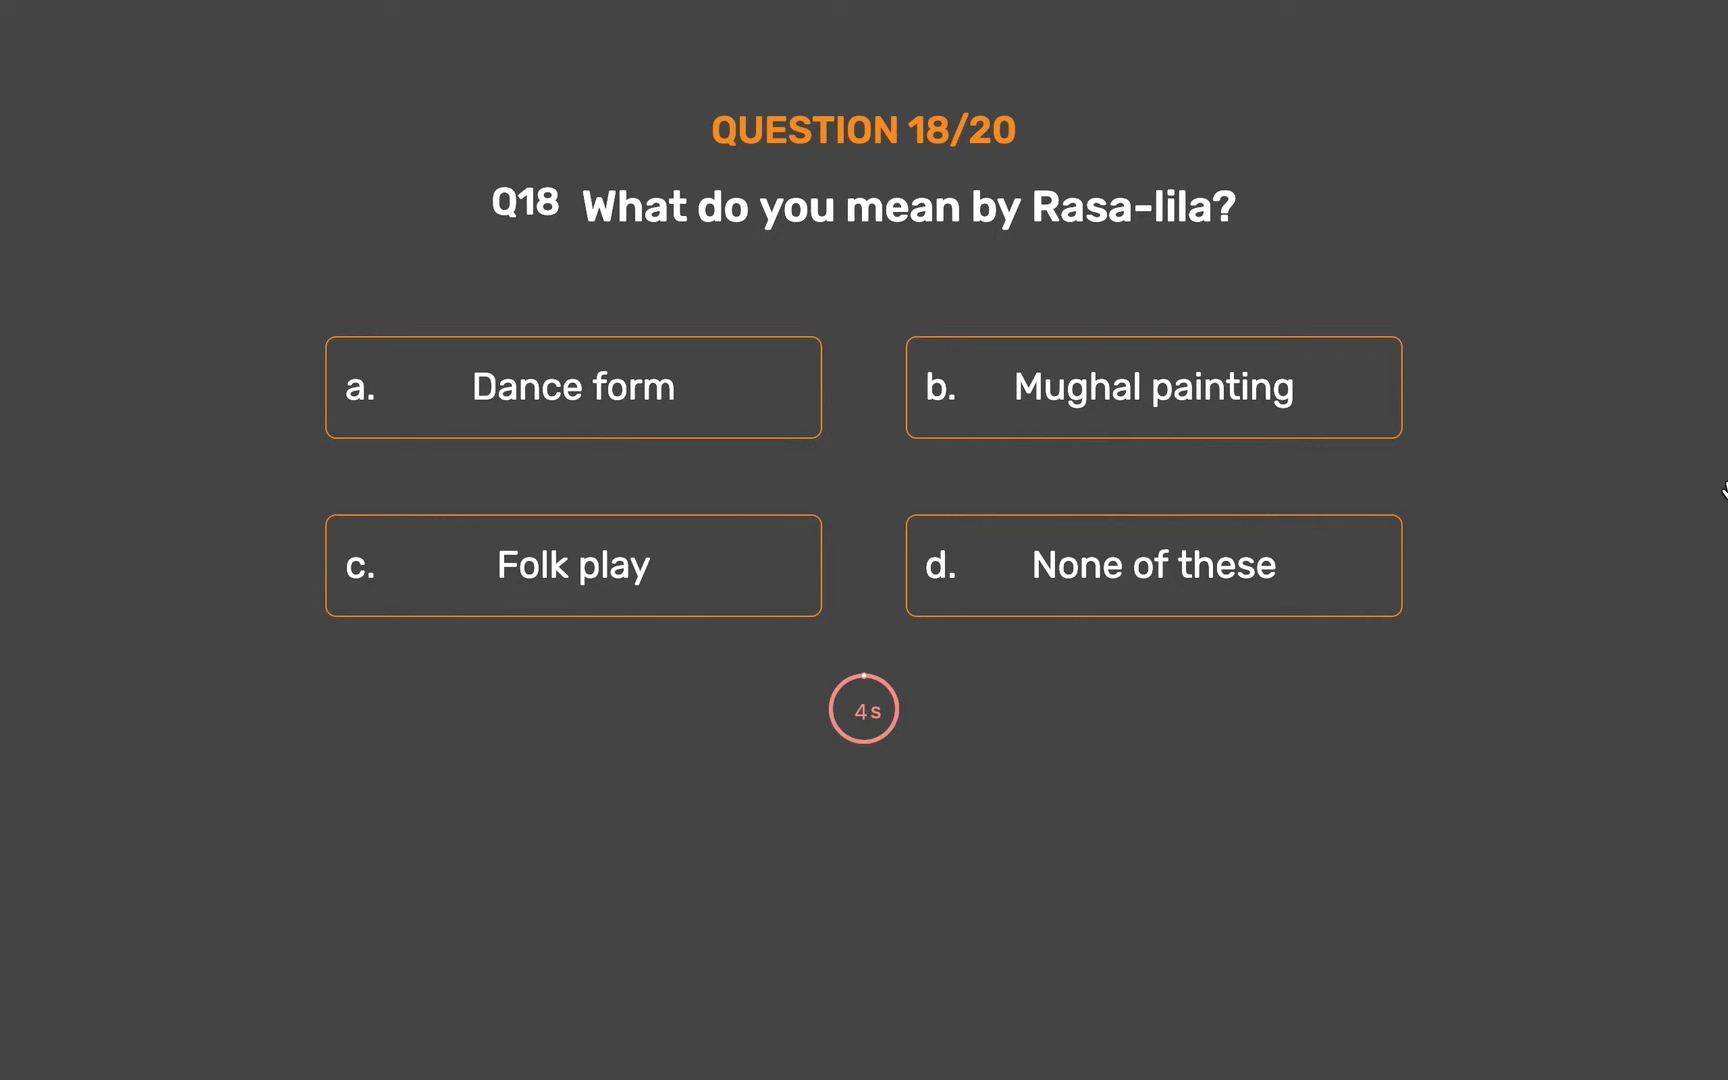 QUESTION 18/20
Q18 What do you mean by Rasa-lila?
a. Dance form
b. Mughal painting
c. Folk play
d. None of these
4 s